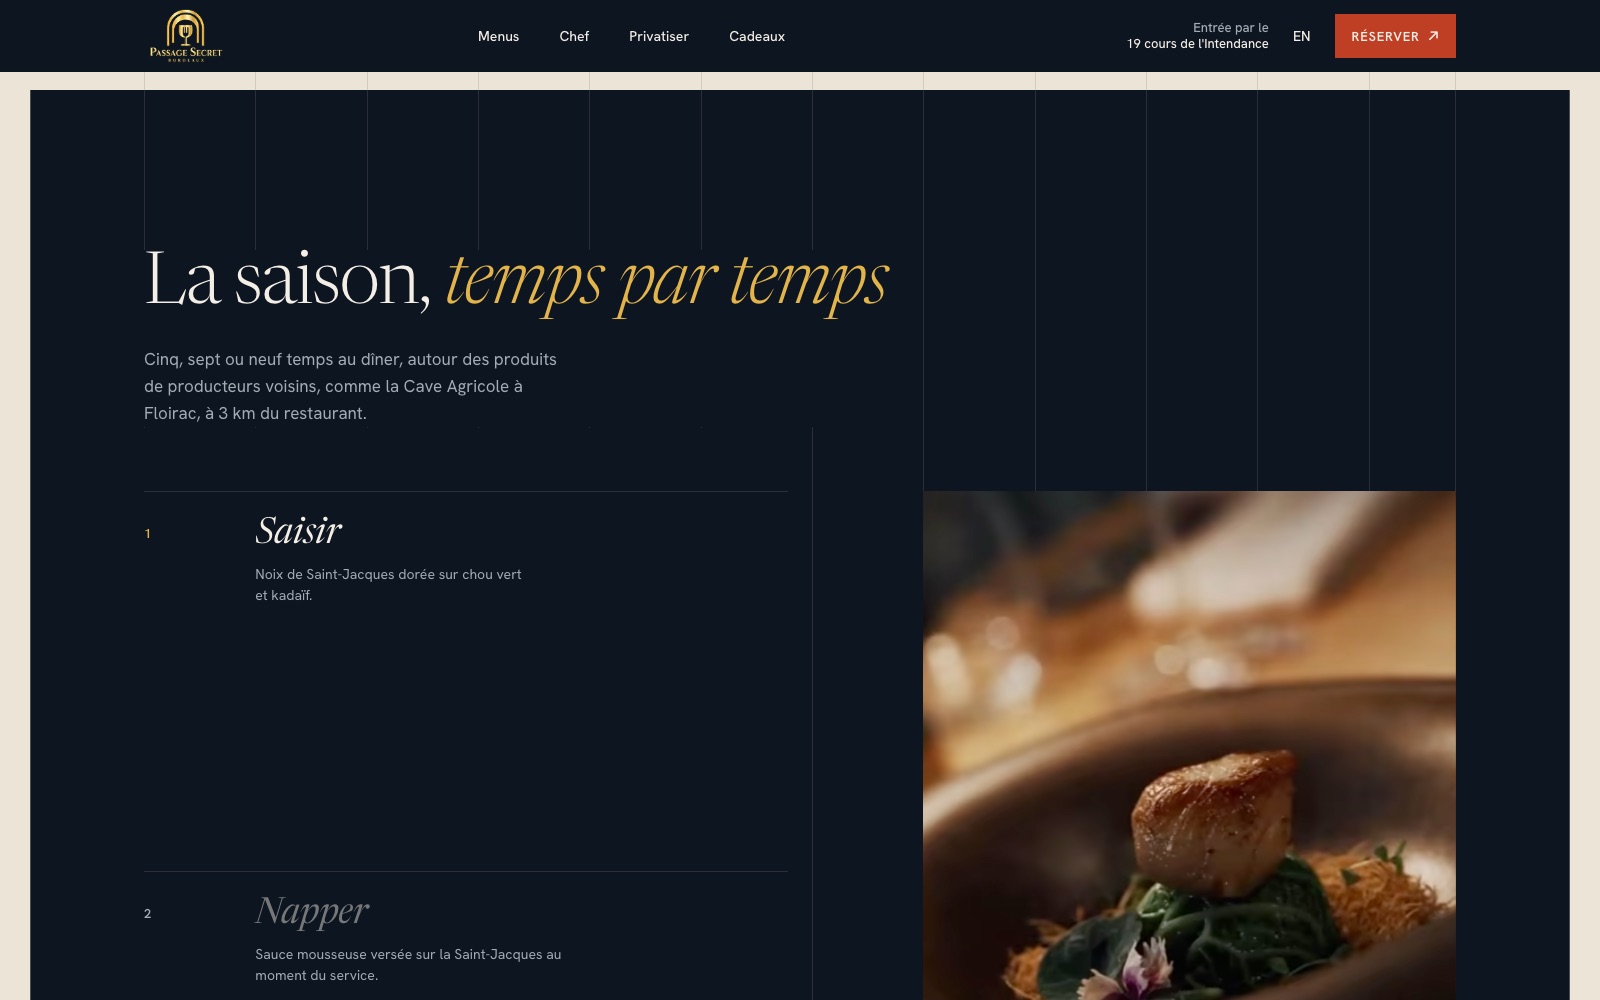 PASSAGE SECRET
BORDEAUX
Menus
Chef
Privatiser
Cadeaux
Entrée par le
19 cours de l'Intendance
EN
RÉSERVER
La saison, temps par temps
Cinq, sept ou neuf temps au dîner, autour des produits
de producteurs voisins, comme la Cave Agricole à
Floirac, à 3 km du restaurant.
1
Saisir
Noix de Saint-Jacques dorée sur chou vert
et kadaïf.
2
Napper
Sauce mousseuse versée sur la Saint-Jacques au
moment du service.